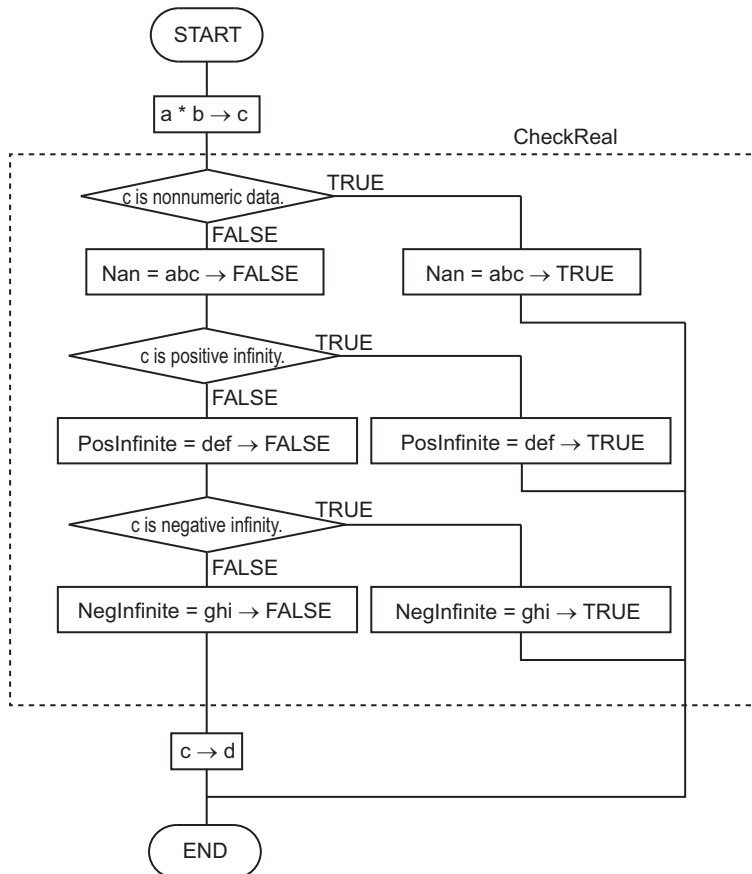 START
a * b → c
CheckReal
c is nonnumeric data.
TRUE
FALSE
Nan = abc → FALSE
Nan = abc → TRUE
c is positive infinity.
TRUE
FALSE
PosInfinite = def → FALSE
PosInfinite = def → TRUE
c is negative infinity.
TRUE
FALSE
NegInfinite = ghi → FALSE
NegInfinite = ghi → TRUE
c → d
END